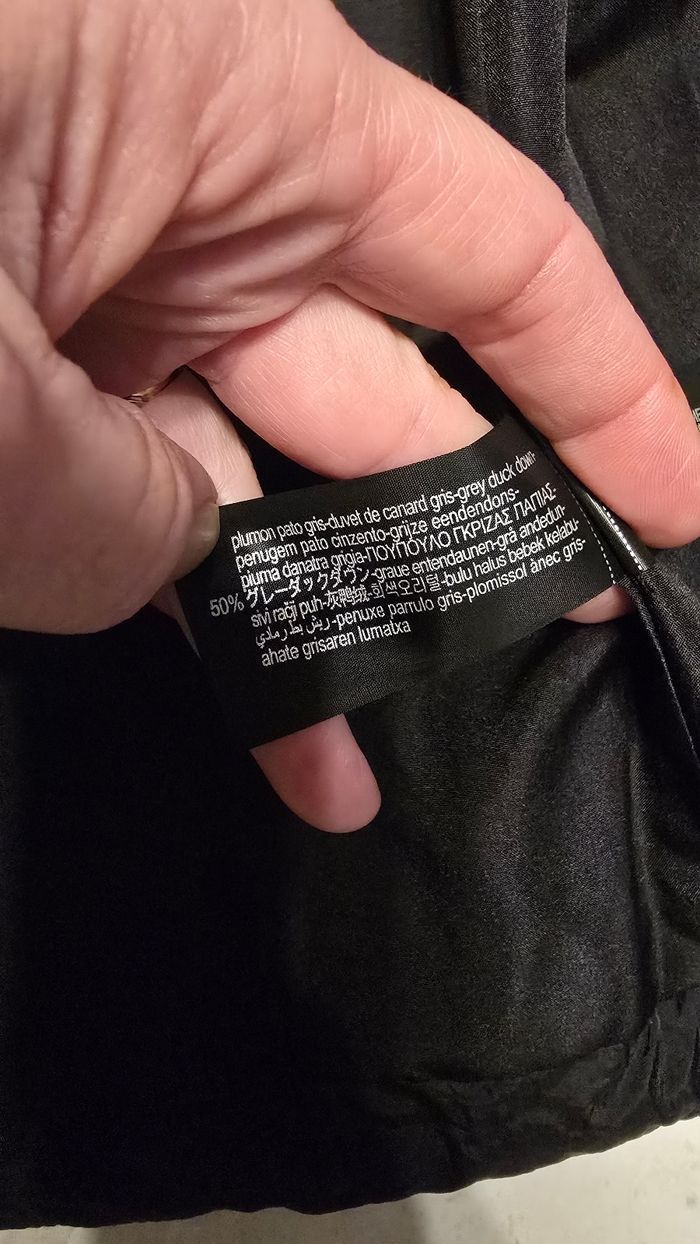 plumon pato gris-duvet de canard gris-grey duck down-
penugem pato cinzento-grijze eendendons-
pluma danatra grigia-ΠΟΥΠΟΥΛΟ ΓΚΡΙΖΑΣ ΠΑΠΙΑΣ-
50% グレーダックダウン-graue entendaunen-grå andedun-
sivi raçji puh-灰鸭绒-회색오리털-bulu halus bebek kelabu-
ريش بط رمادي-penuxe parrulo gris-plomissol ànec gris-
ahate grisaren lumatxa